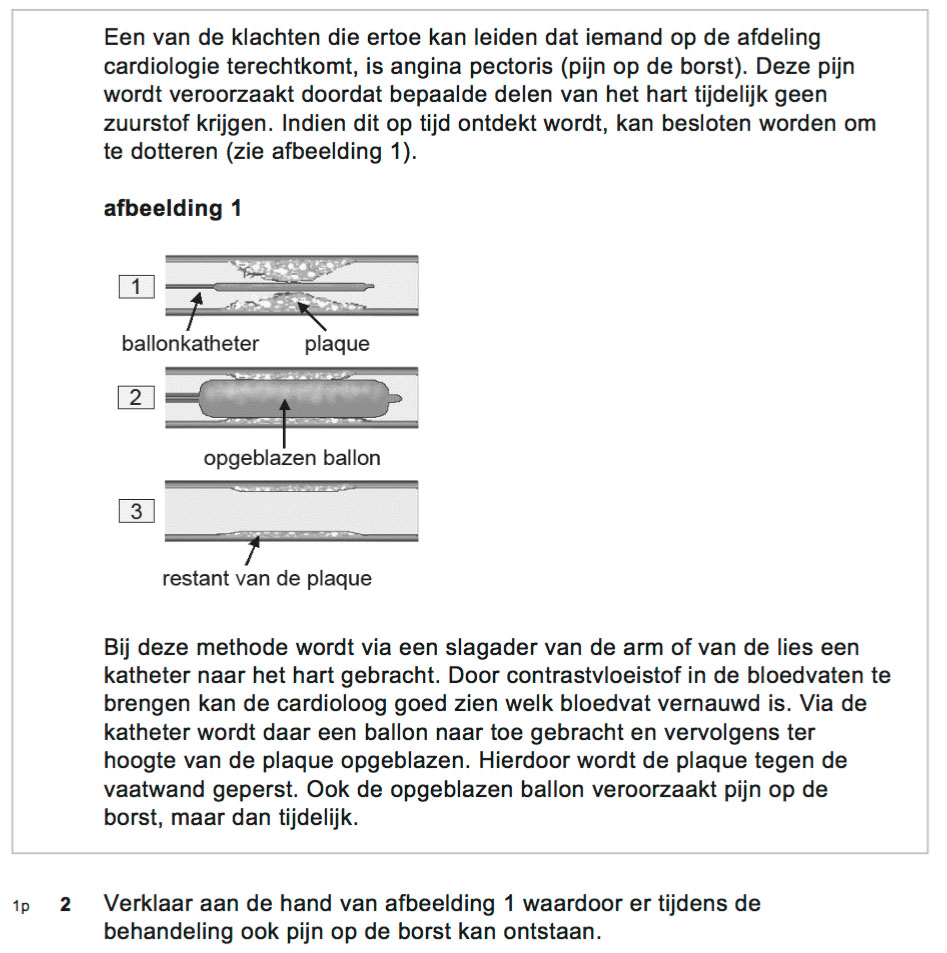 Een van de klachten die ertoe kan leiden dat iemand op de afdeling
cardiologie terechtkomt, is angina pectoris (pijn op de borst). Deze pijn
wordt veroorzaakt doordat bepaalde delen van het hart tijdelijk geen
zuurstof krijgen. Indien dit op tijd ontdekt wordt, kan besloten worden om
te dotteren (zie afbeelding 1).
afbeelding 1
1
ballonkatheter plaque
2
opgeblazen ballon
3
restant van de plaque
Bij deze methode wordt via een slagader van de arm of van de lies een
katheter naar het hart gebracht. Door contrastvloeistof in de bloedvaten te
brengen kan de cardioloog goed zien welk bloedvat vernauwd is. Via de
katheter wordt daar een ballon naar toe gebracht en vervolgens ter
hoogte van de plaque opgeblazen. Hierdoor wordt de plaque tegen de
vaatwand geperst. Ook de opgeblazen ballon veroorzaakt pijn op de
borst, maar dan tijdelijk.
1p 2 Verklaar aan de hand van afbeelding 1 waardoor er tijdens de
behandeling ook pijn op de borst kan ontstaan.